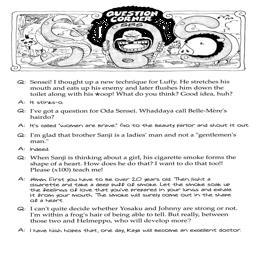 QUESTION CORNER
SBS
Q: Sensei! I thought up a new technique for Luffy. He stretches his
mouth and eats up his enemy and later flushes him down the
toilet along with his poop! What do you think? Good idea, huh?
A: It stinks-o.
Q: I've got a question for Oda Sensei. Whaddaya call Belle-Mère's
hairdo?
A: It's called "women are brave." Go to the beauty parlor and shout it out.
Q: I'm glad that brother Sanji is a ladies' man and not a "gentlemen's
man."
A: Indeed.
Q: When Sanji is thinking about a girl, his cigarette smoke forms the
shape of a heart. How does he do that? I want to do that too!!
Please (x100) teach me!
A: Ahem. First you have to be over 20 years old. Then light a
cigarette and take a deep puff of smoke. Let the smoke soak up
the feelings of love that you've prepared in your lungs and exhale
it from your mouth. The smoke will surely come out in the shape
of a heart.
Q: I can't quite decide whether Yosaku and Johnny are strong or not.
I'm within a frog's hair of being able to tell. But really, between
those two and Helmeppo, who will develop more?
A: I have high hopes that, one day, Kaya will become an excellent doctor.